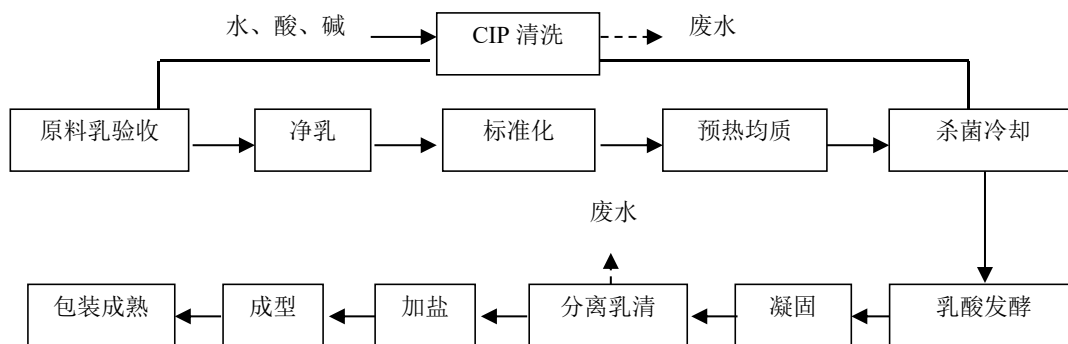 水、酸、碱
CIP 清洗
废水
原料乳验收
净乳
标准化
预热均质
杀菌冷却
废水
包装成熟
成型
加盐
分离乳清
凝固
乳酸发酵